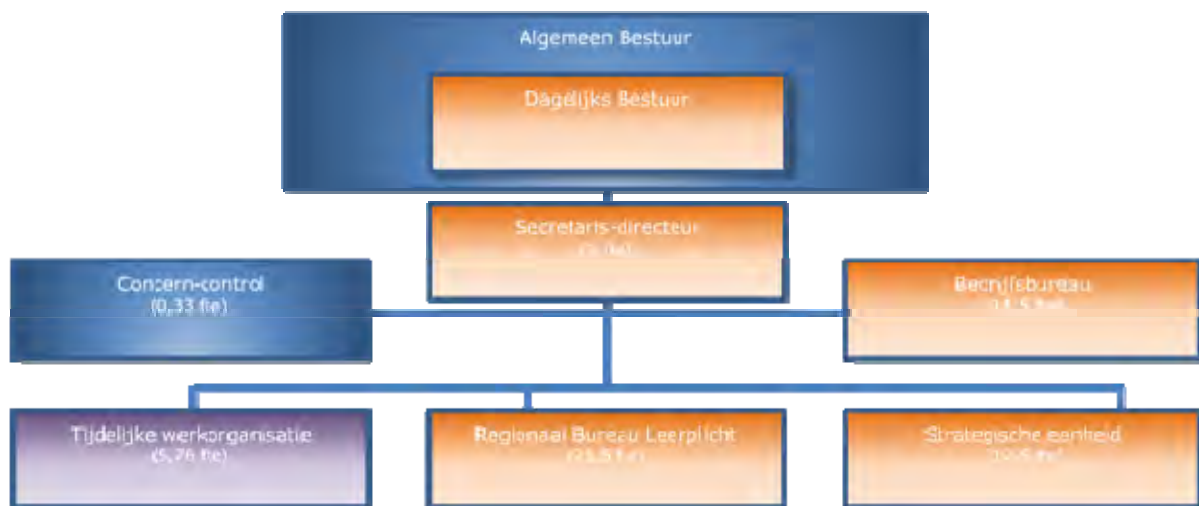 Algemeen Bestuur
Dagelijks Bestuur
Secretaris-directeur
Concern-control
(0,33 fte)
Bedrijfsbureau
Tijdelijke werkorganisatie
(5,76 fte)
Regionaal Bureau Leerplicht
Strategische eenheid